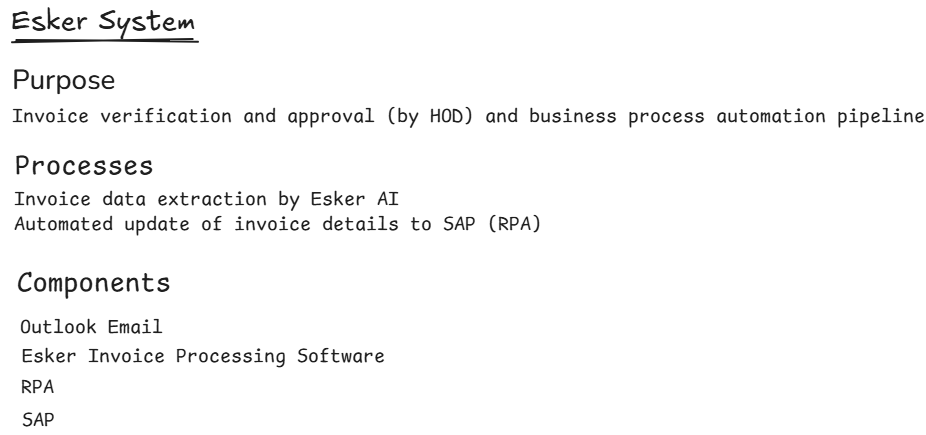 Esker System
Purpose
Invoice verification and approval (by HOD) and business process automation pipeline
Processes
Invoice data extraction by Esker AI
Automated update of invoice details to SAP (RPA)
Components
Outlook Email
Esker Invoice Processing Software
RPA
SAP